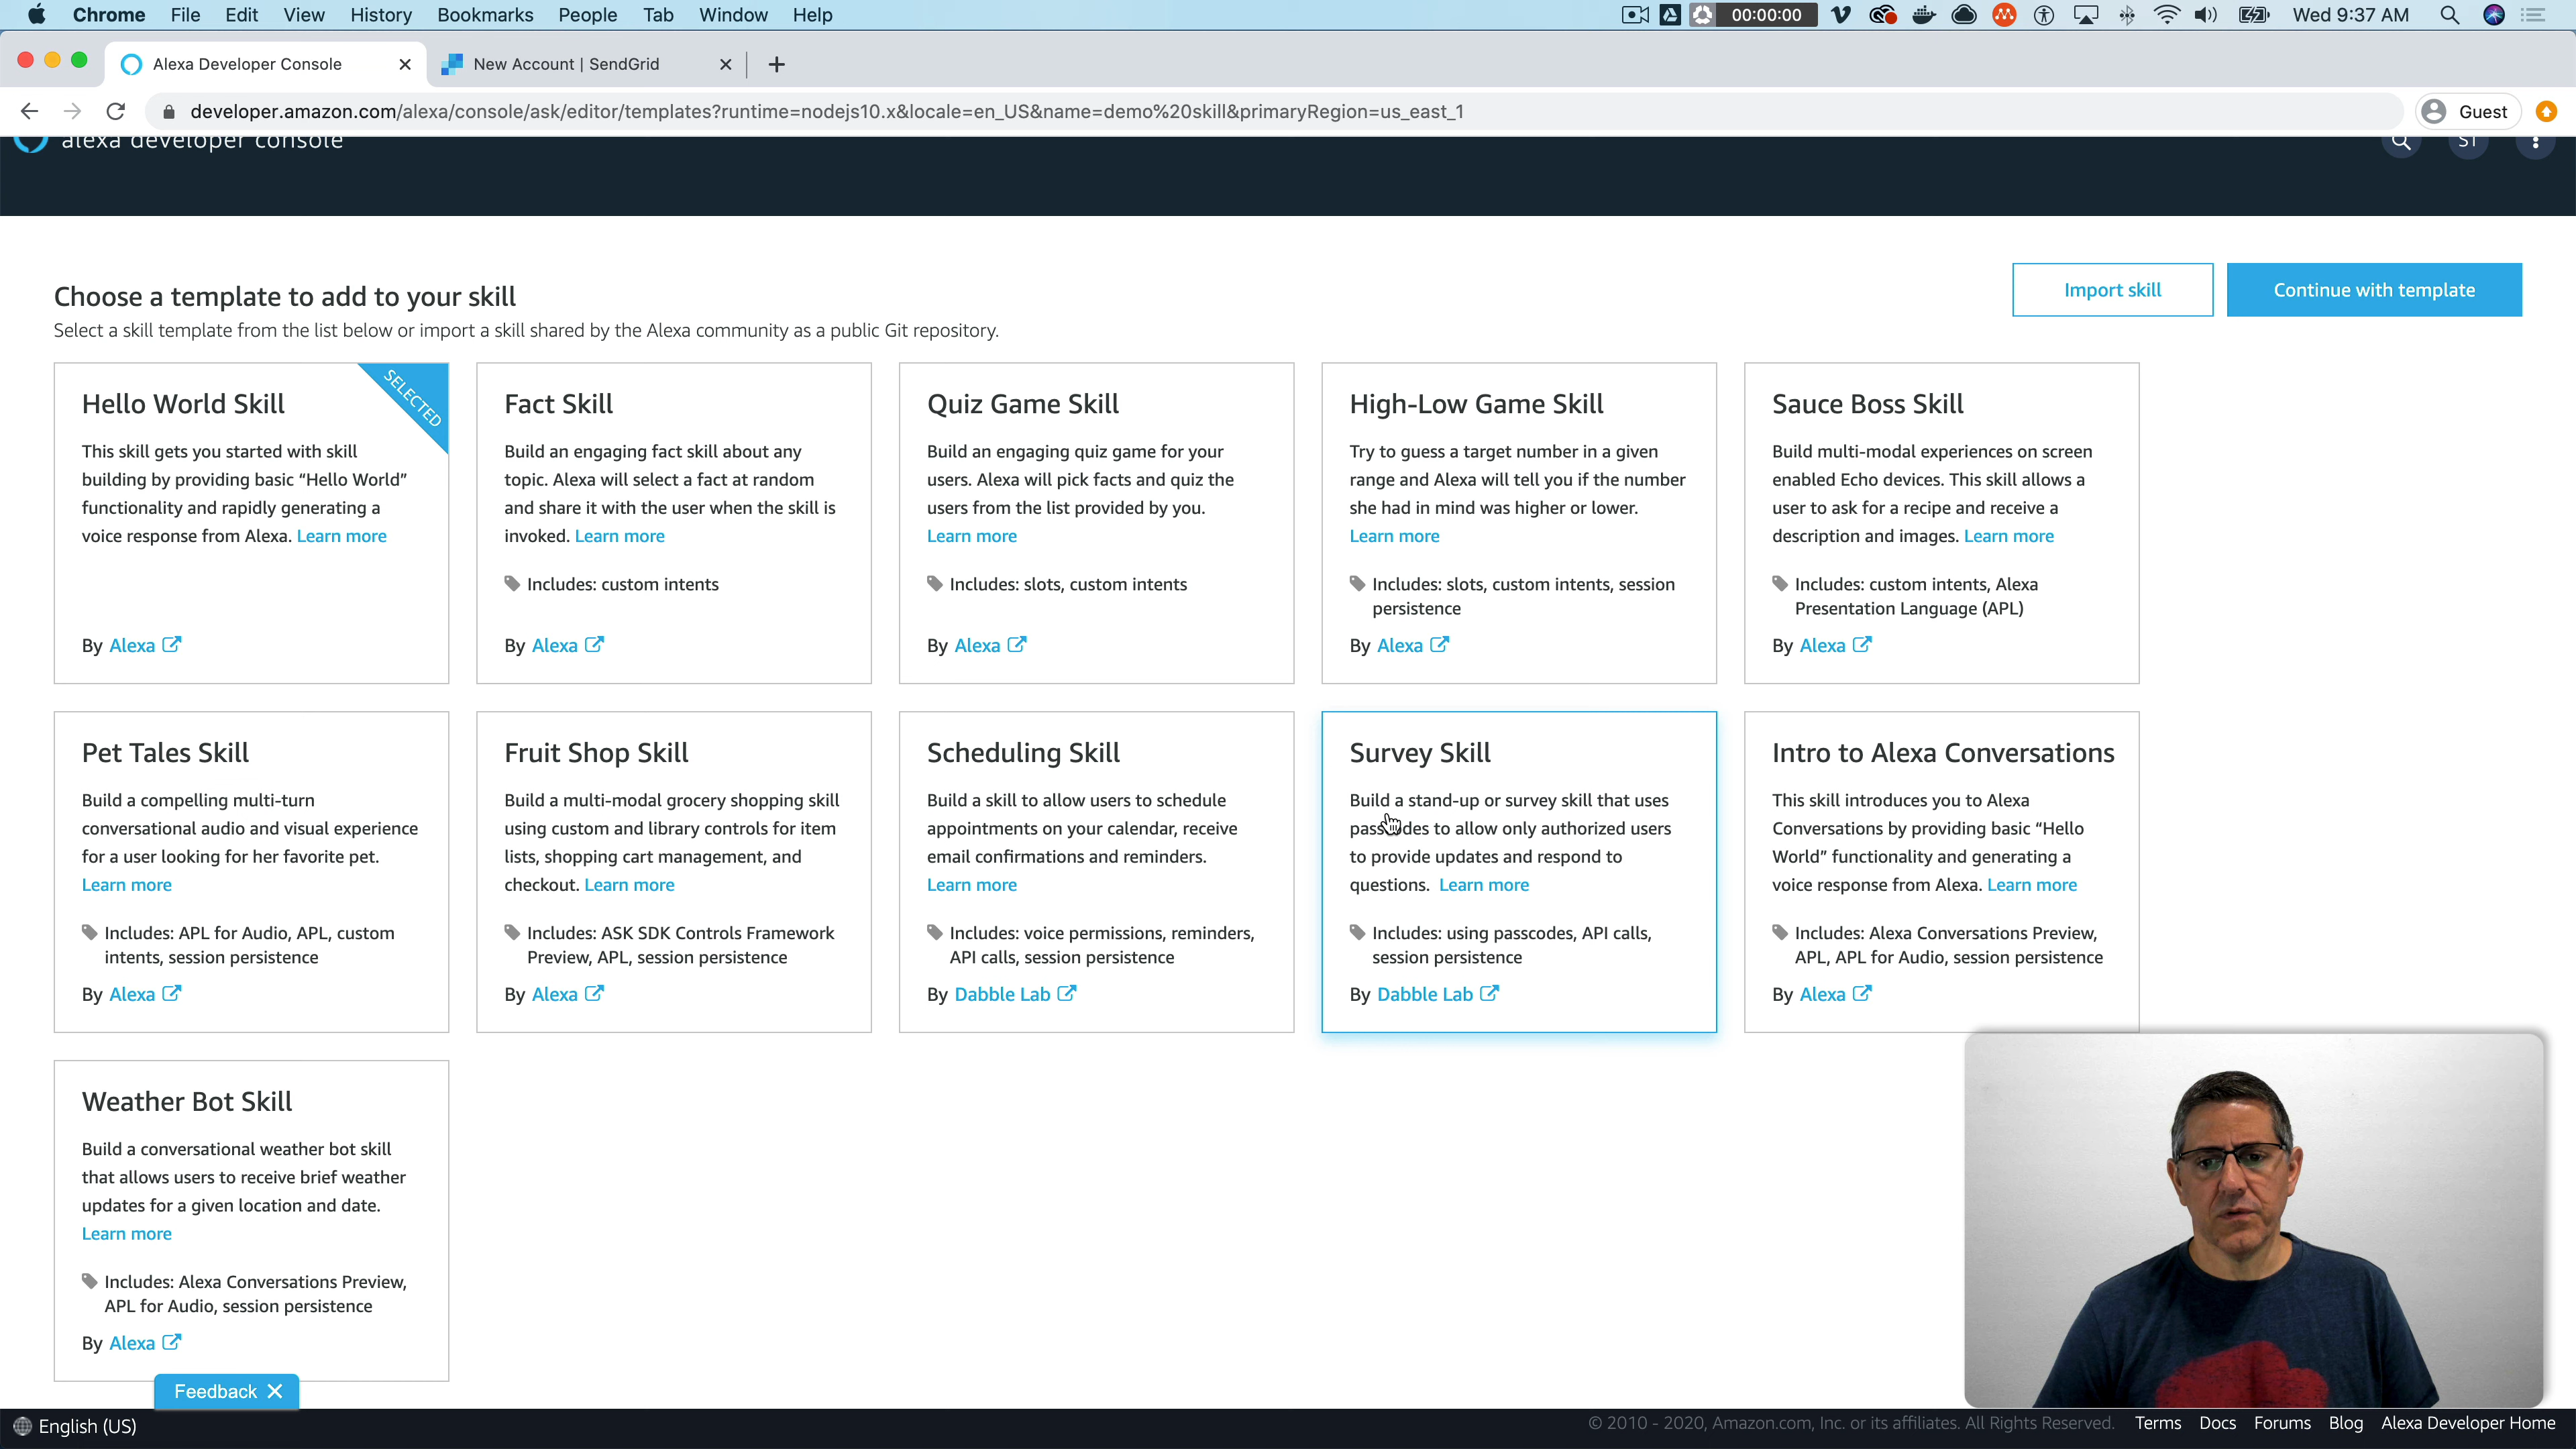 Chrome File Edit View History Bookmarks People Tab Window Help 00:00:00 Wed 9:37 AM
Alexa Developer Console New Account | SendGrid
developer.amazon.com/alexa/console/ask/editor/templates?runtime=nodejs10.x&locale=en_US&name=demo%20skill&primaryRegion=us_east_1 Guest
alexa developer console ST
Choose a template to add to your skill
Select a skill template from the list below or import a skill shared by the Alexa community as a public Git repository.
Import skill
Continue with template
Hello World Skill
SELECTED
This skill gets you started with skill
building by providing basic “Hello World”
functionality and rapidly generating a
voice response from Alexa. Learn more
By Alexa
Fact Skill
Build an engaging fact skill about any
topic. Alexa will select a fact at random
and share it with the user when the skill is
invoked. Learn more
Includes: custom intents
By Alexa
Quiz Game Skill
Build an engaging quiz game for your
users. Alexa will pick facts and quiz the
users from the list provided by you.
Learn more
Includes: slots, custom intents
By Alexa
High-Low Game Skill
Try to guess a target number in a given
range and Alexa will tell you if the number
she had in mind was higher or lower.
Learn more
Includes: slots, custom intents, session
persistence
By Alexa
Sauce Boss Skill
Build multi-modal experiences on screen
enabled Echo devices. This skill allows a
user to ask for a recipe and receive a
description and images. Learn more
Includes: custom intents, Alexa
Presentation Language (APL)
By Alexa
Pet Tales Skill
Build a compelling multi-turn
conversational audio and visual experience
for a user looking for her favorite pet.
Learn more
Includes: APL for Audio, APL, custom
intents, session persistence
By Alexa
Fruit Shop Skill
Build a multi-modal grocery shopping skill
using custom and library controls for item
lists, shopping cart management, and
checkout. Learn more
Includes: ASK SDK Controls Framework
Preview, APL, session persistence
By Alexa
Scheduling Skill
Build a skill to allow users to schedule
appointments on your calendar, receive
email confirmations and reminders.
Learn more
Includes: voice permissions, reminders,
API calls, session persistence
By Dabble Lab
Survey Skill
Build a stand-up or survey skill that uses
passcodes to allow only authorized users
to provide updates and respond to
questions. Learn more
Includes: using passcodes, API calls,
session persistence
By Dabble Lab
Intro to Alexa Conversations
This skill introduces you to Alexa
Conversations by providing basic “Hello
World” functionality and generating a
voice response from Alexa. Learn more
Includes: Alexa Conversations Preview,
APL, APL for Audio, session persistence
By Alexa
Weather Bot Skill
Build a conversational weather bot skill
that allows users to receive brief weather
updates for a given location and date.
Learn more
Includes: Alexa Conversations Preview,
APL for Audio, session persistence
By Alexa
Feedback
English (US)
© 2010 - 2020, Amazon.com, Inc. or its affiliates. All Rights Reserved. Terms Docs Forums Blog Alexa Developer Home